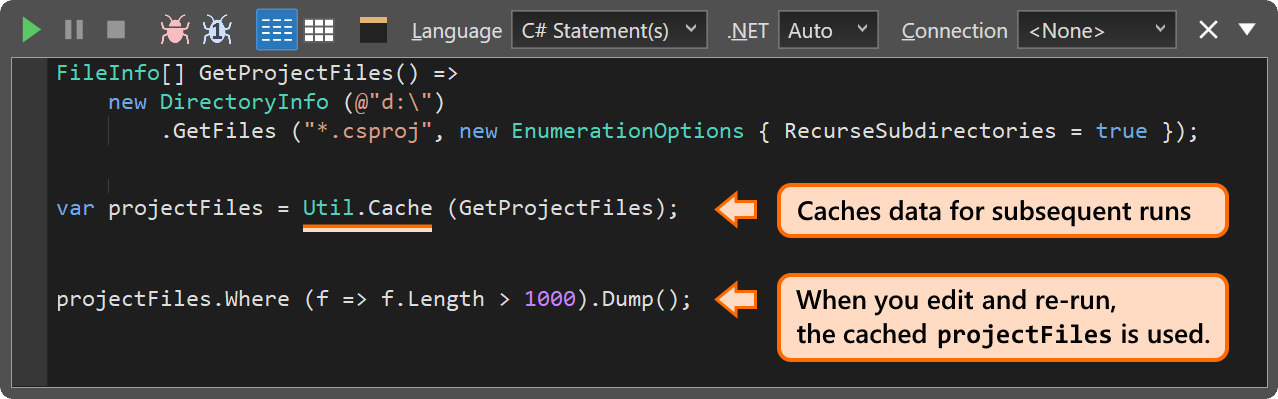 Language C# Statement(s) .NET Auto Connection <None>
FileInfo[] GetProjectFiles() =>
new DirectoryInfo (@"d:\")
.GetFiles ("*.csproj", new EnumerationOptions { RecurseSubdirectories = true });
var projectFiles = Util.Cache (GetProjectFiles);
Caches data for subsequent runs
projectFiles.Where (f => f.Length > 1000).Dump();
When you edit and re-run,
the cached projectFiles is used.